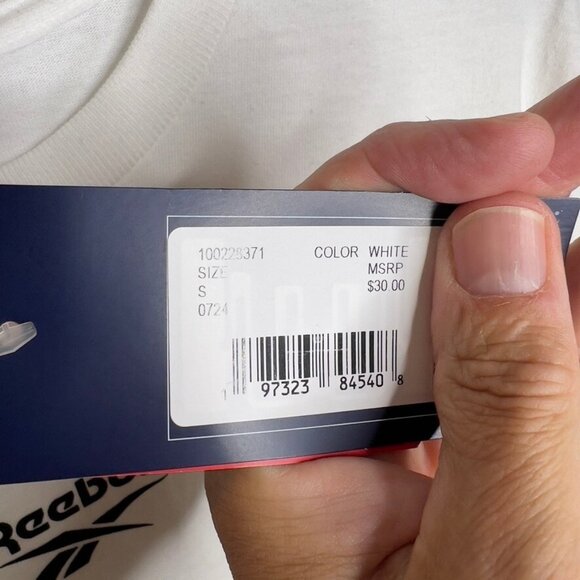 100228371 COLOR WHITE
SIZE MSRP
S $30.00
0724
1 97323 84540 8
Reebok